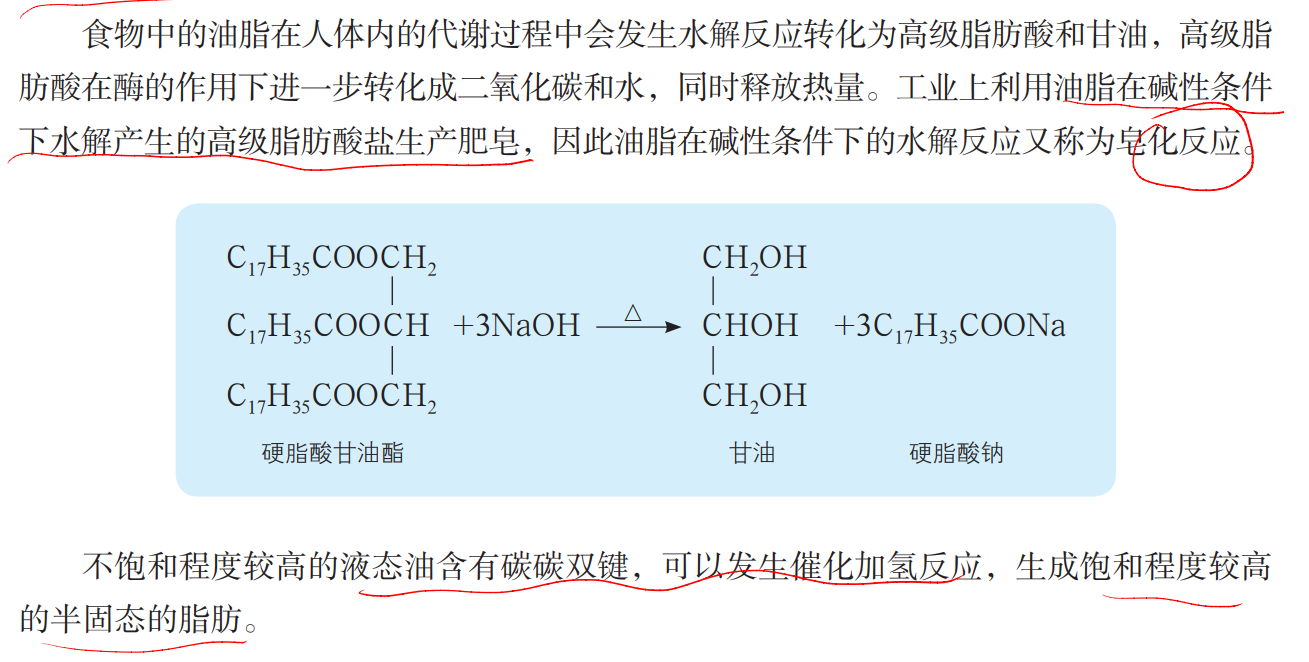 食物中的油脂在人体内的代谢过程中会发生水解反应转化为高级脂肪酸和甘油，高级脂
肪酸在酶的作用下进一步转化成二氧化碳和水，同时释放热量。工业上利用油脂在碱性条件
下水解产生的高级脂肪酸盐生产肥皂，因此油脂在碱性条件下的水解反应又称为皂化反应。
C₁₇H₃₅COOCH₂ CH₂OH
C₁₇H₃₅COOCH +3NaOH △ CHOH +3C₁₇H₃₅COONa
C₁₇H₃₅COOCH₂ CH₂OH
硬脂酸甘油酯 甘油 硬脂酸钠
不饱和程度较高的液态油含有碳碳双键，可以发生催化加氢反应，生成饱和程度较高
的半固态的脂肪。